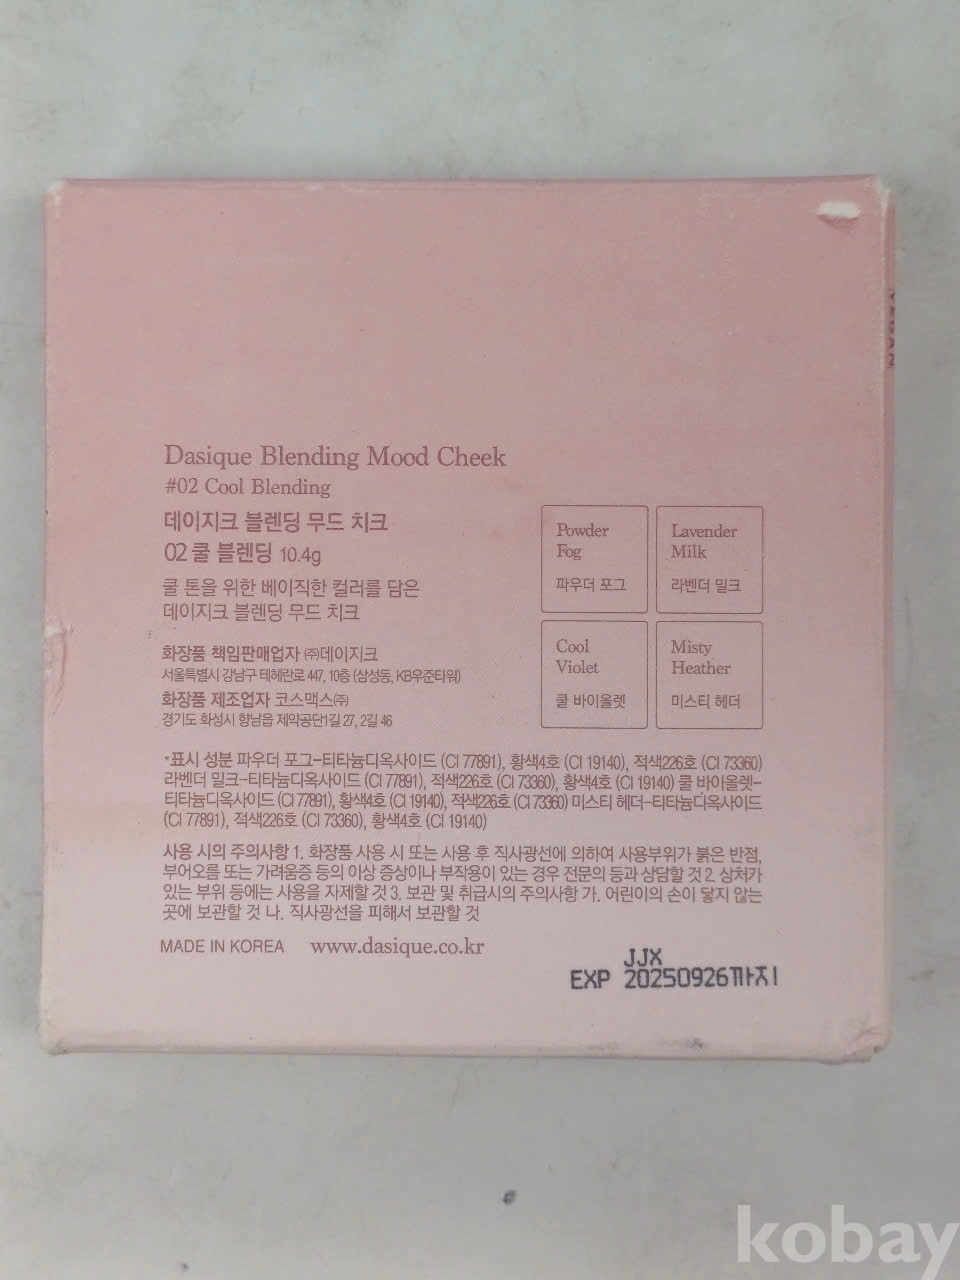 VEGAN
Dasique Blending Mood Cheek
#02 Cool Blending
데이지크 블렌딩 무드 치크
02 쿨 블렌딩 10.4g
쿨 톤을 위한 베이직한 컬러를 담은
데이지크 블렌딩 무드 치크
Powder
Fog
파우더 포그
Lavender
Milk
라벤더 밀크
Cool
Violet
쿨 바이올렛
Misty
Heather
미스티 헤더
화장품 책임판매업자 ㈜데이지크
서울특별시 강남구 테헤란로 447, 10층 (삼성동, KB우준타워)
화장품 제조업자 코스맥스㈜
경기도 화성시 향남읍 제약공단1길 27, 2길 46
*표시 성분 파우더 포그-티타늄디옥사이드 (CI 77891), 황색4호 (CI 19140), 적색226호 (CI 73360)
라벤더 밀크-티타늄디옥사이드 (CI 77891), 적색226호 (CI 73360), 황색4호 (CI 19140) 쿨 바이올렛-
티타늄디옥사이드 (CI 77891), 황색4호 (CI 19140), 적색226호 (CI 73360) 미스티 헤더-티타늄디옥사이드
(CI 77891), 적색226호 (CI 73360), 황색4호 (CI 19140)
사용 시의 주의사항 1. 화장품 사용 시 또는 사용 후 직사광선에 의하여 사용부위가 붉은 반점,
부어오름 또는 가려움증 등의 이상 증상이나 부작용이 있는 경우 전문의 등과 상담할 것 2. 상처가
있는 부위 등에는 사용을 자제할 것 3. 보관 및 취급시의 주의사항 가. 어린이의 손이 닿지 않는
곳에 보관할 것 나. 직사광선을 피해서 보관할 것
MADE IN KOREA www.dasique.co.kr
JJX
EXP 20250926까지
kobay